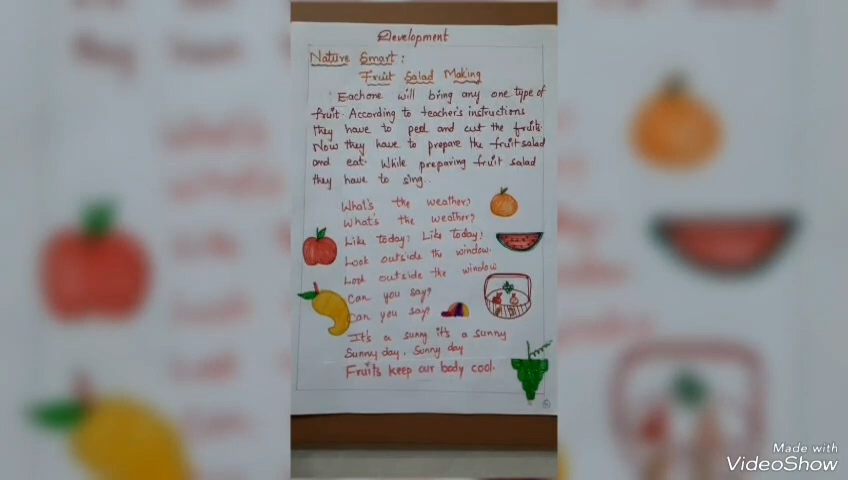 Development
Nature Smart :
Fruit Salad Making
Eachone will bring any one type of
fruit. According to teacher's instructions
they have to peel and cut the fruits.
Now they have to prepare the fruit salad
and eat. While preparing fruit salad
they have to sing..
What's the weather?
What's the weather?
Like today? Like Today?
Look outside the window.
Look outside the window
Can you say?
Can you say?
It's a sunny it's a sunny
Sunny day, Sunny day
Fruits keep our body cool.
Made with
VideoShow